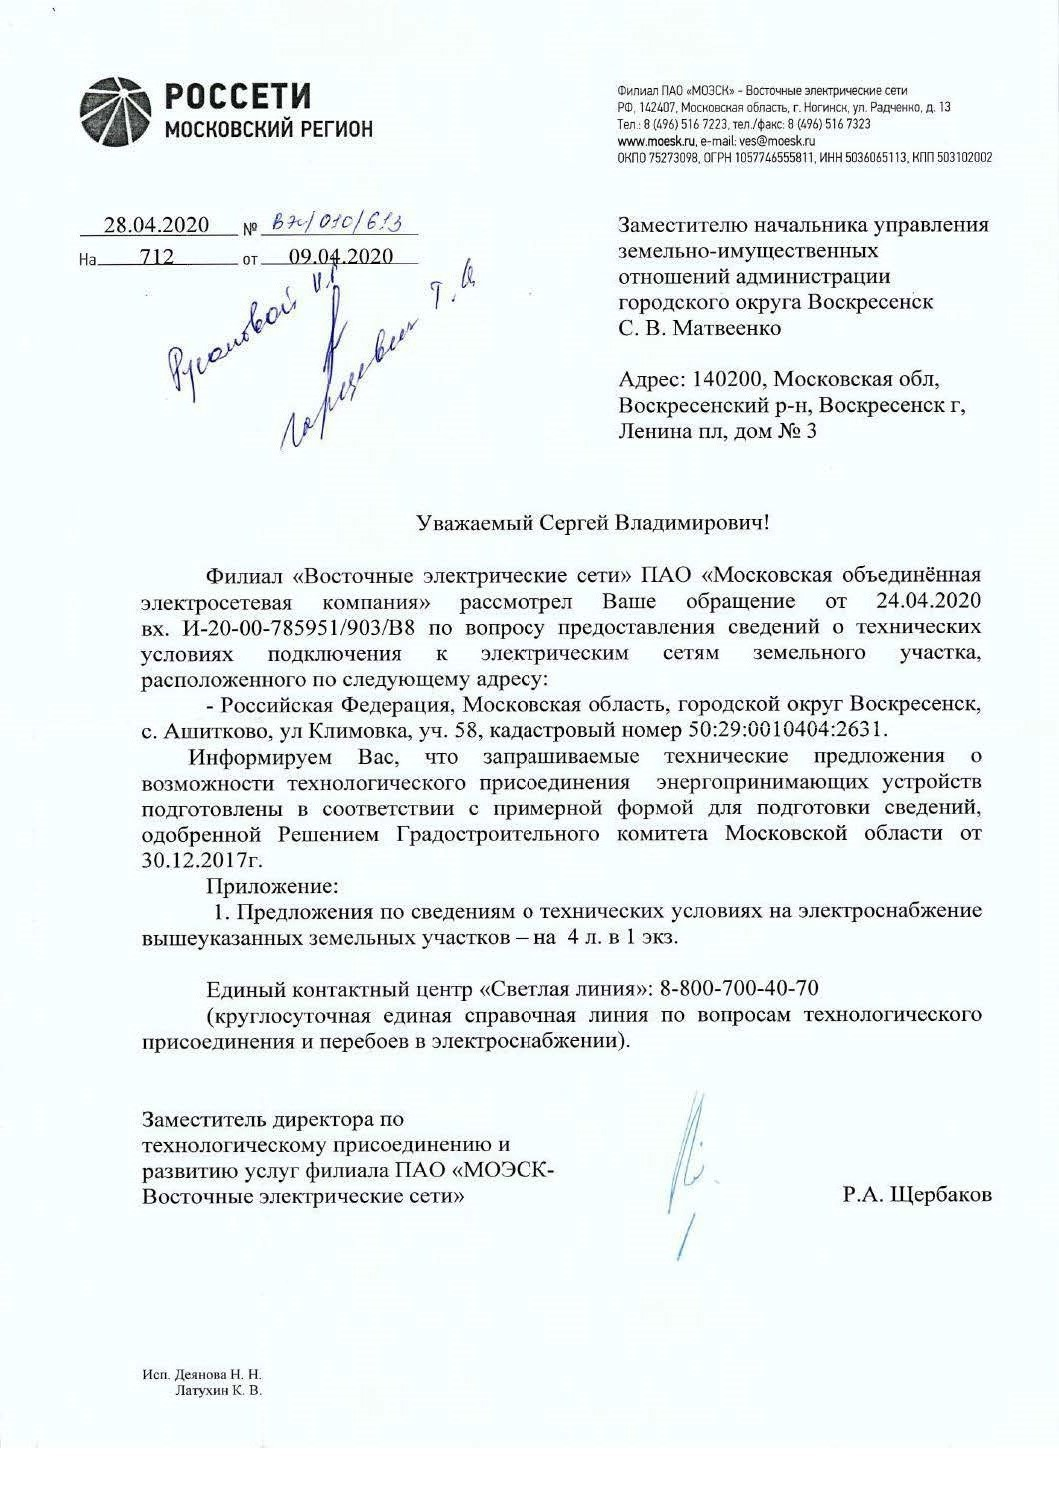 РОССЕТИ
МОСКОВСКИЙ РЕГИОН
Филиал ПАО «МОЭСК» - Восточные электрические сети
РФ, 142407, Московская область, г. Ногинск, ул. Радченко, д. 13
Тел.: 8 (496) 516 7223, тел./факс: 8 (496) 516 7323
www.moesk.ru, e-mail: ves@moesk.ru
ОКПО 75273098, ОГРН 1057746555811, ИНН 5036065113, КПП 503102002
28.04.2020 №
На 712 от 09.04.2020
Заместителю начальника управления
земельно-имущественных
отношений администрации
городского округа Воскресенск
С. В. Матвеенко
Адрес: 140200, Московская обл,
Воскресенский р-н, Воскресенск г,
Ленина пл, дом № 3
Уважаемый Сергей Владимирович!
Филиал «Восточные электрические сети» ПАО «Московская объединённая
электросетевая компания» рассмотрел Ваше обращение от 24.04.2020
вх. И-20-00-785951/903/В8 по вопросу предоставления сведений о технических
условиях подключения к электрическим сетям земельного участка,
расположенного по следующему адресу:
- Российская Федерация, Московская область, городской округ Воскресенск,
с. Ашитково, ул Климовка, уч. 58, кадастровый номер 50:29:0010404:2631.
Информируем Вас, что запрашиваемые технические предложения о
возможности технологического присоединения энергопринимающих устройств
подготовлены в соответствии с примерной формой для подготовки сведений,
одобренной Решением Градостроительного комитета Московской области от
30.12.2017г.
Приложение:
1. Предложения по сведениям о технических условиях на электроснабжение
вышеуказанных земельных участков – на 4 л. в 1 экз.
Единый контактный центр «Светлая линия»: 8-800-700-40-70
(круглосуточная единая справочная линия по вопросам технологического
присоединения и перебоев в электроснабжении).
Заместитель директора по
технологическому присоединению и
развитию услуг филиала ПАО «МОЭСК-
Восточные электрические сети»
Р.А. Щербаков
Исп. Деянова Н. Н.
Латухин К. В.